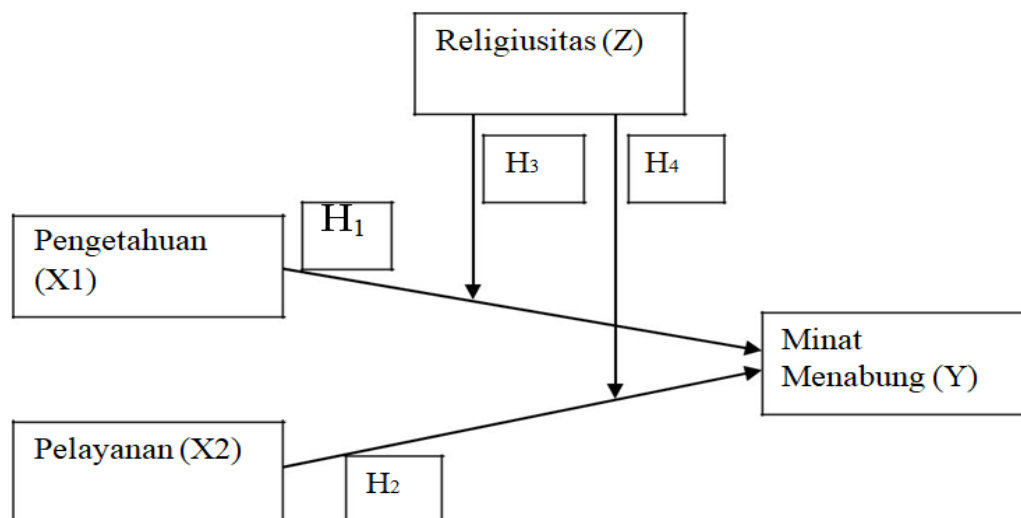 Religiusitas (Z)
H3
H4
H1
Pengetahuan
(X1)
Minat
Menabung (Y)
Pelayanan (X2)
H2